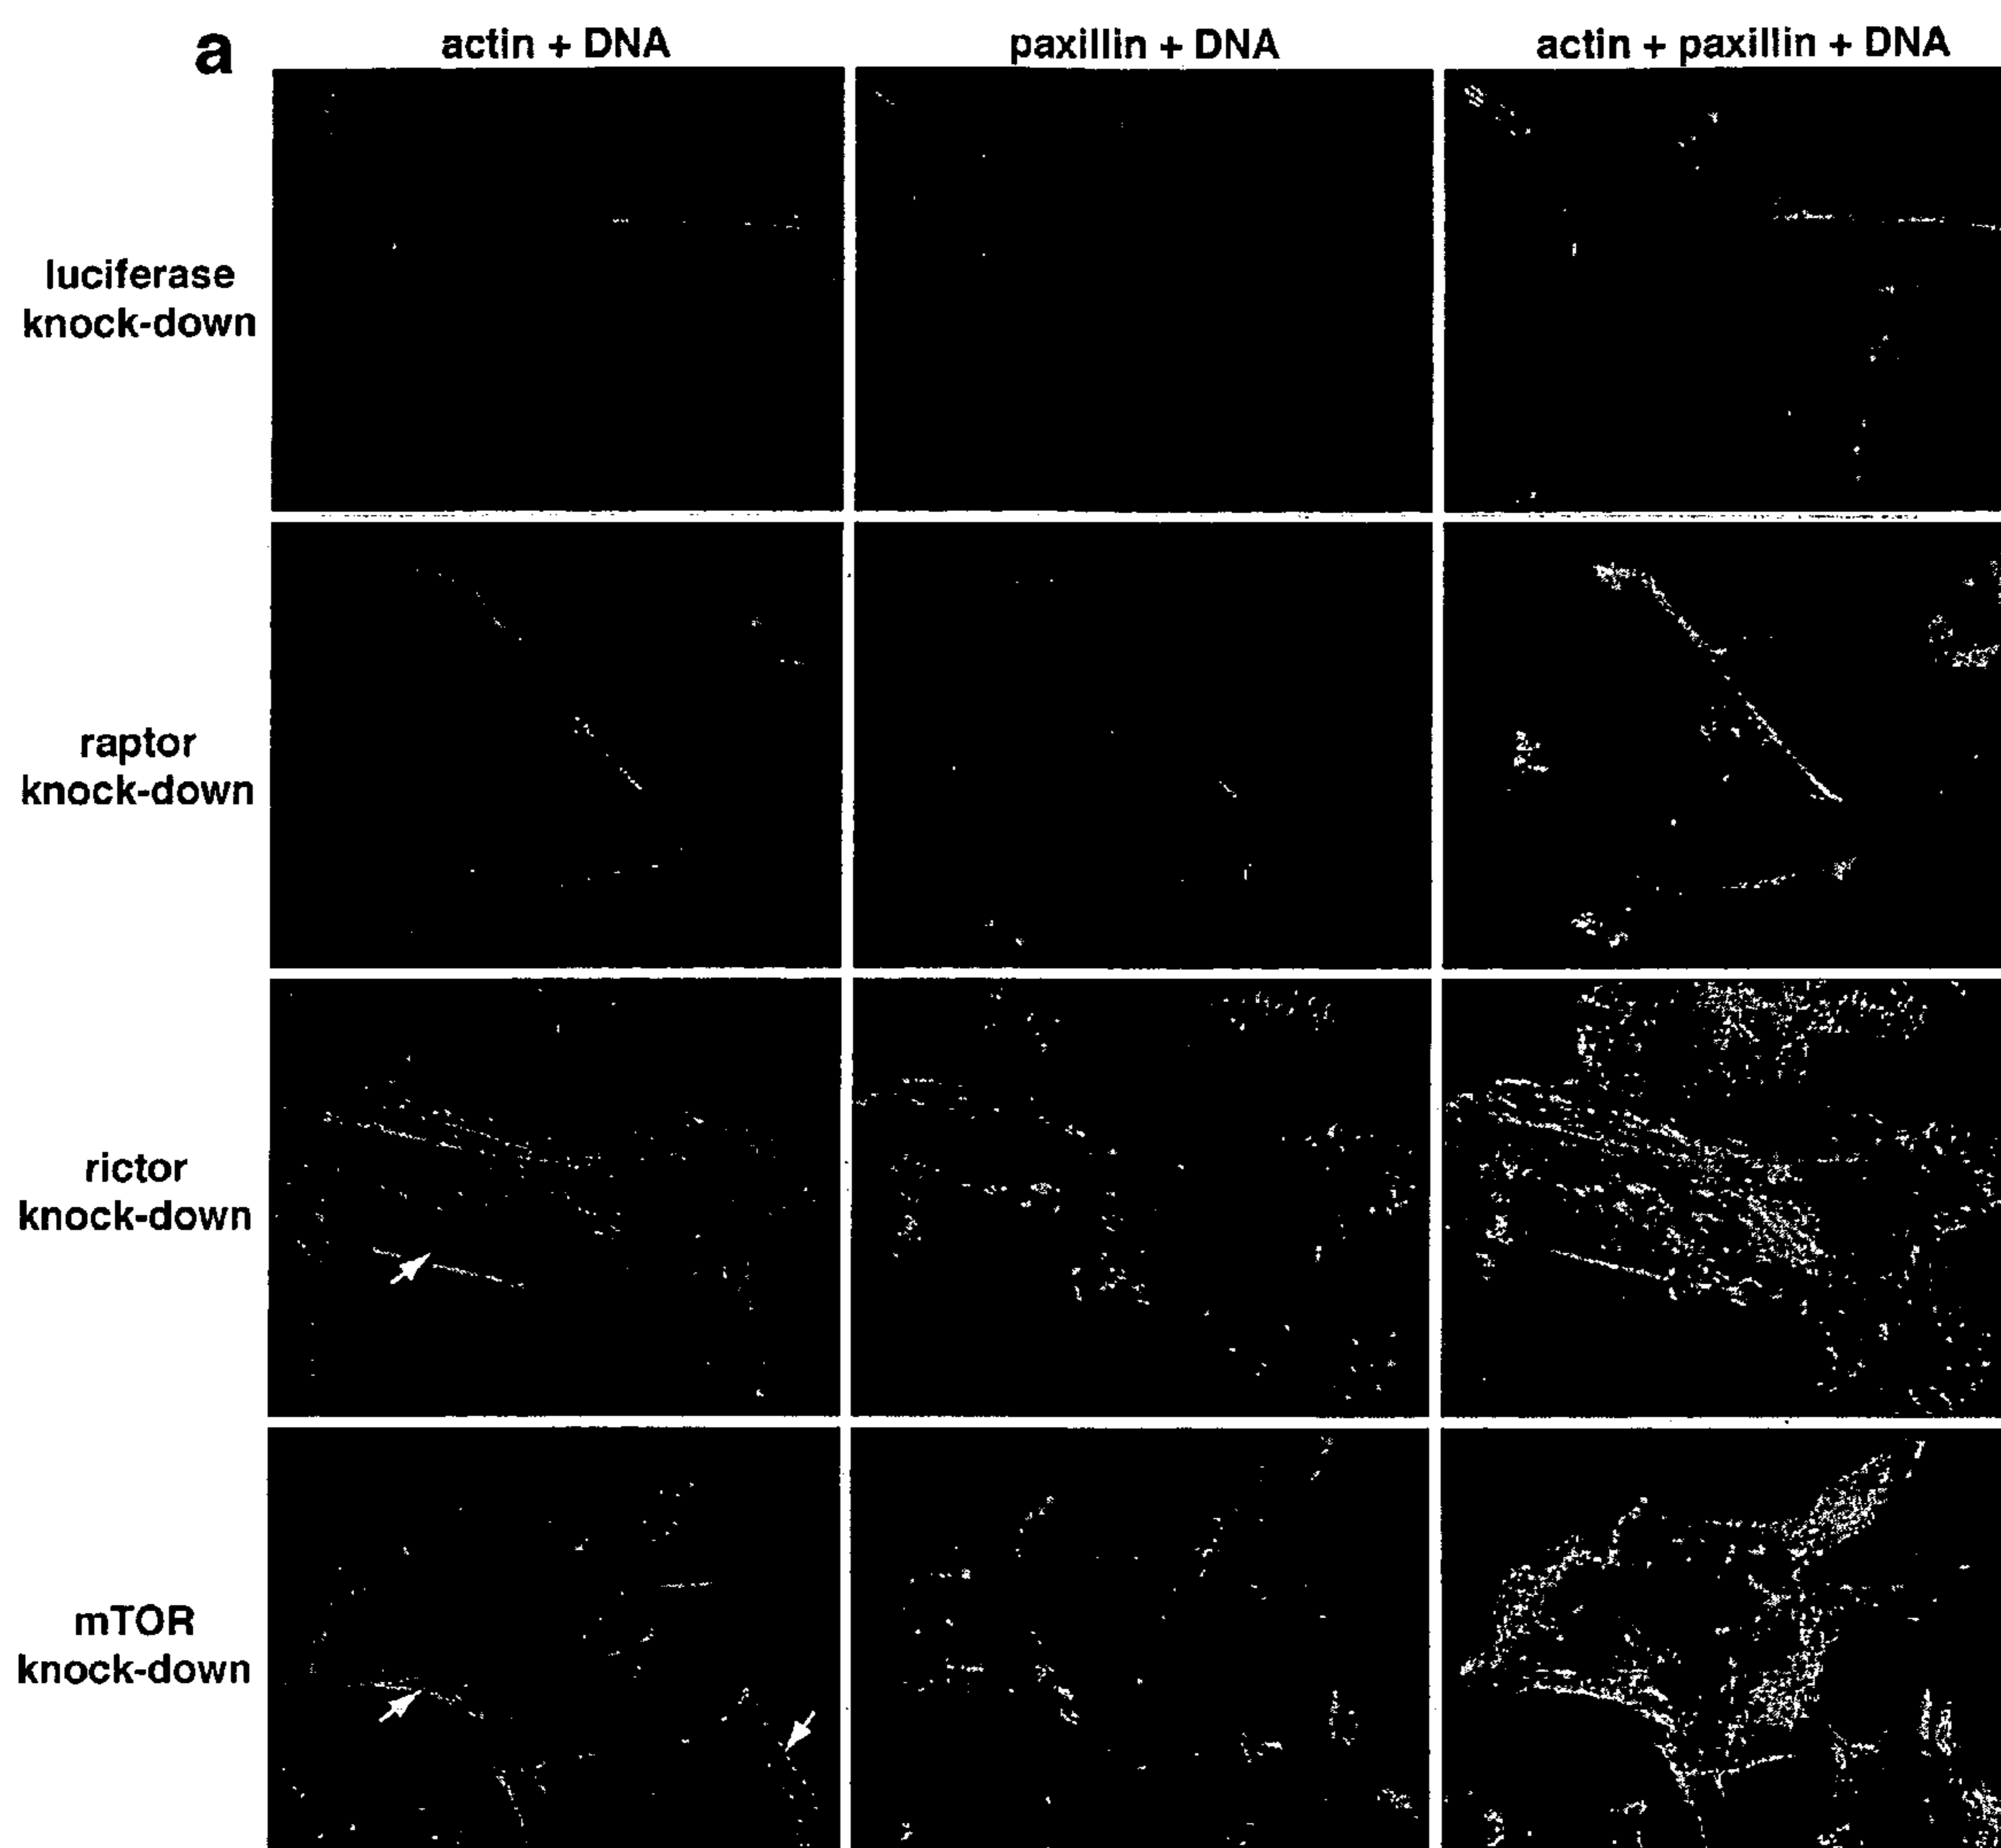 a
actin + DNA
paxillin + DNA
actin + paxillin + DNA
luciferase
knock-down
raptor
knock-down
rictor
knock-down
mTOR
knock-down